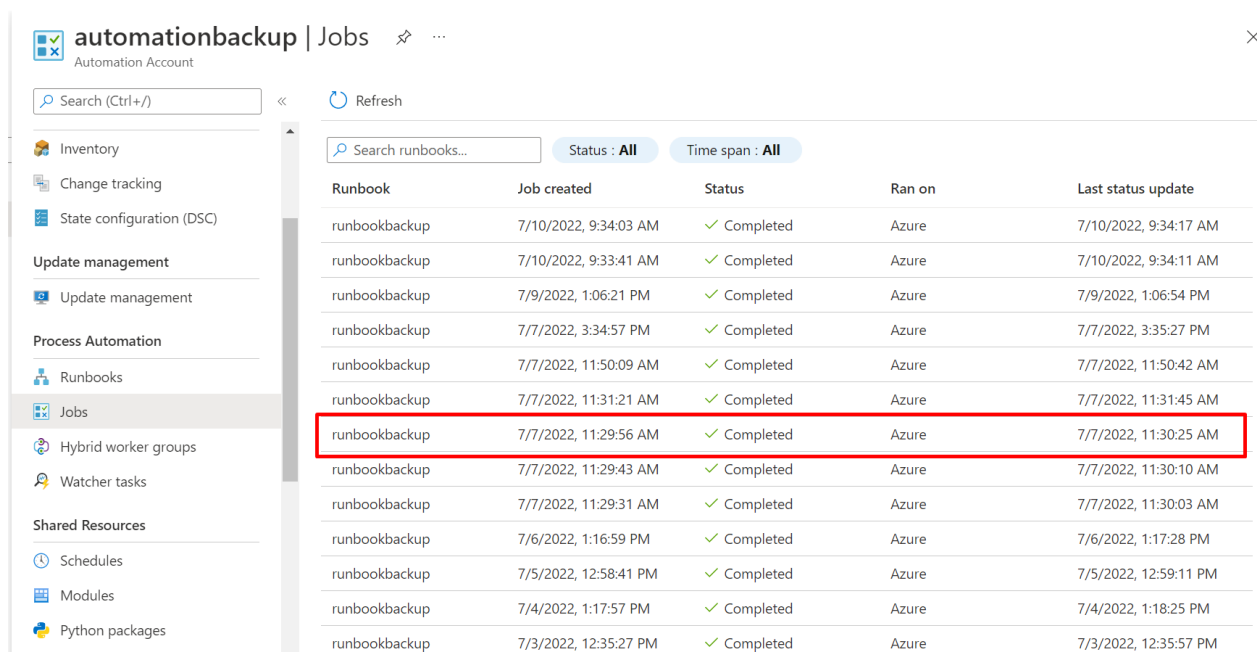 automationbackup | Jobs
Automation Account
Search (Ctrl+/)
Inventory
Change tracking
State configuration (DSC)
Update management
Update management
Process Automation
Runbooks
Jobs
Hybrid worker groups
Watcher tasks
Shared Resources
Schedules
Modules
Python packages
Refresh
Search runbooks...
Status : All
Time span : All
Runbook Job created Status Ran on Last status update
runbookbackup 7/10/2022, 9:34:03 AM Completed Azure 7/10/2022, 9:34:17 AM
runbookbackup 7/10/2022, 9:33:41 AM Completed Azure 7/10/2022, 9:34:11 AM
runbookbackup 7/9/2022, 1:06:21 PM Completed Azure 7/9/2022, 1:06:54 PM
runbookbackup 7/7/2022, 3:34:57 PM Completed Azure 7/7/2022, 3:35:27 PM
runbookbackup 7/7/2022, 11:50:09 AM Completed Azure 7/7/2022, 11:50:42 AM
runbookbackup 7/7/2022, 11:31:21 AM Completed Azure 7/7/2022, 11:31:45 AM
runbookbackup 7/7/2022, 11:29:56 AM Completed Azure 7/7/2022, 11:30:25 AM
runbookbackup 7/7/2022, 11:29:43 AM Completed Azure 7/7/2022, 11:30:10 AM
runbookbackup 7/7/2022, 11:29:31 AM Completed Azure 7/7/2022, 11:30:03 AM
runbookbackup 7/6/2022, 1:16:59 PM Completed Azure 7/6/2022, 1:17:28 PM
runbookbackup 7/5/2022, 12:58:41 PM Completed Azure 7/5/2022, 12:59:11 PM
runbookbackup 7/4/2022, 1:17:57 PM Completed Azure 7/4/2022, 1:18:25 PM
runbookbackup 7/3/2022, 12:35:27 PM Completed Azure 7/3/2022, 12:35:57 PM